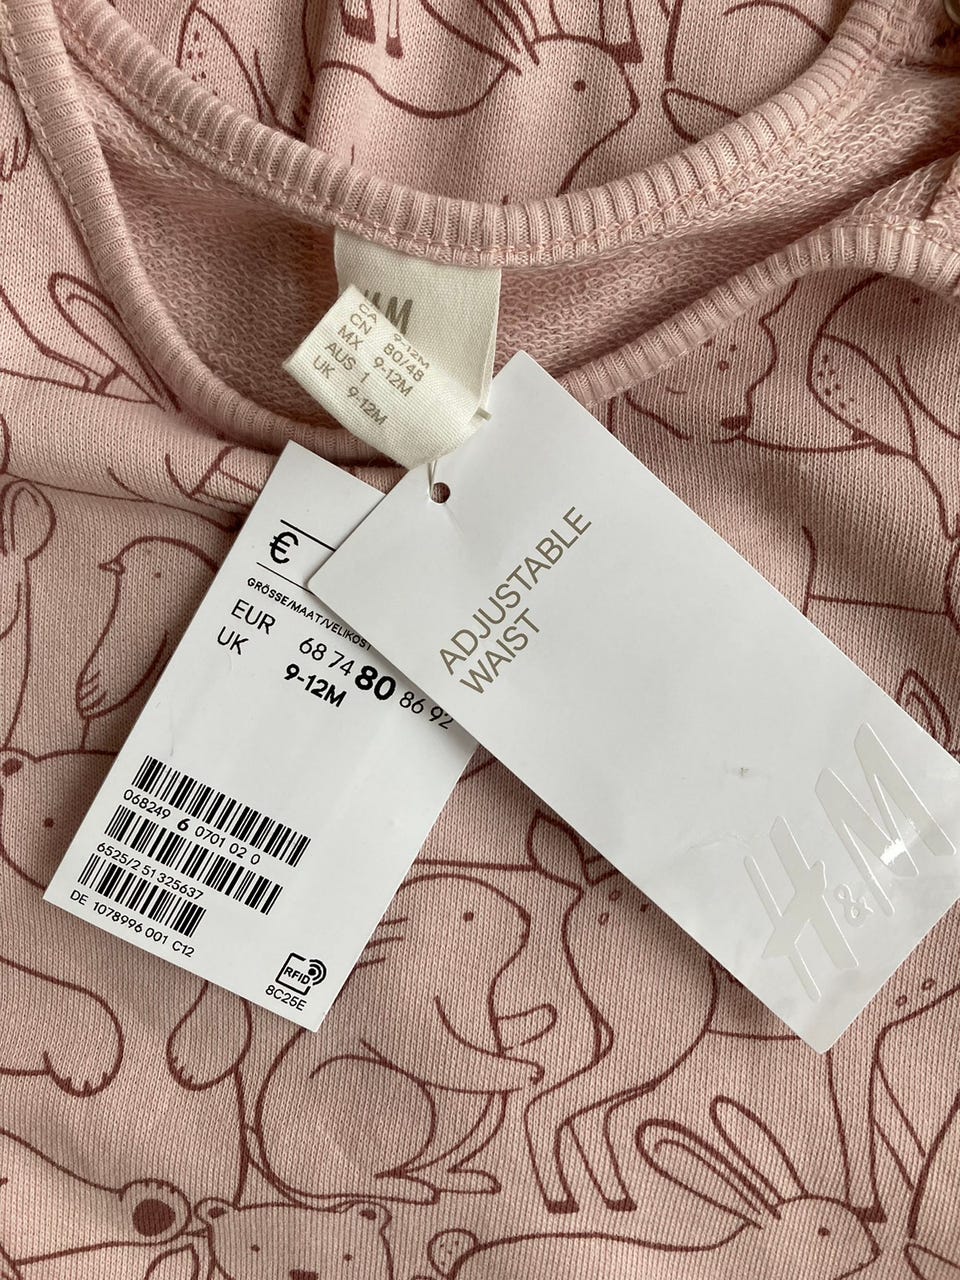 H&M
CA 9-12M
CN 80/48
MX 9-12M
AUS 1
UK 9-12M
ADJUSTABLE
WAIST
H&M
€
GRÖSSE/MAAT/VELIKOST
EUR 68 74 80 86 92
UK 9-12M
068249 6 0701 02 0
6525/2 51 325637
DE 1078996 001 C12
RFID
8C25E